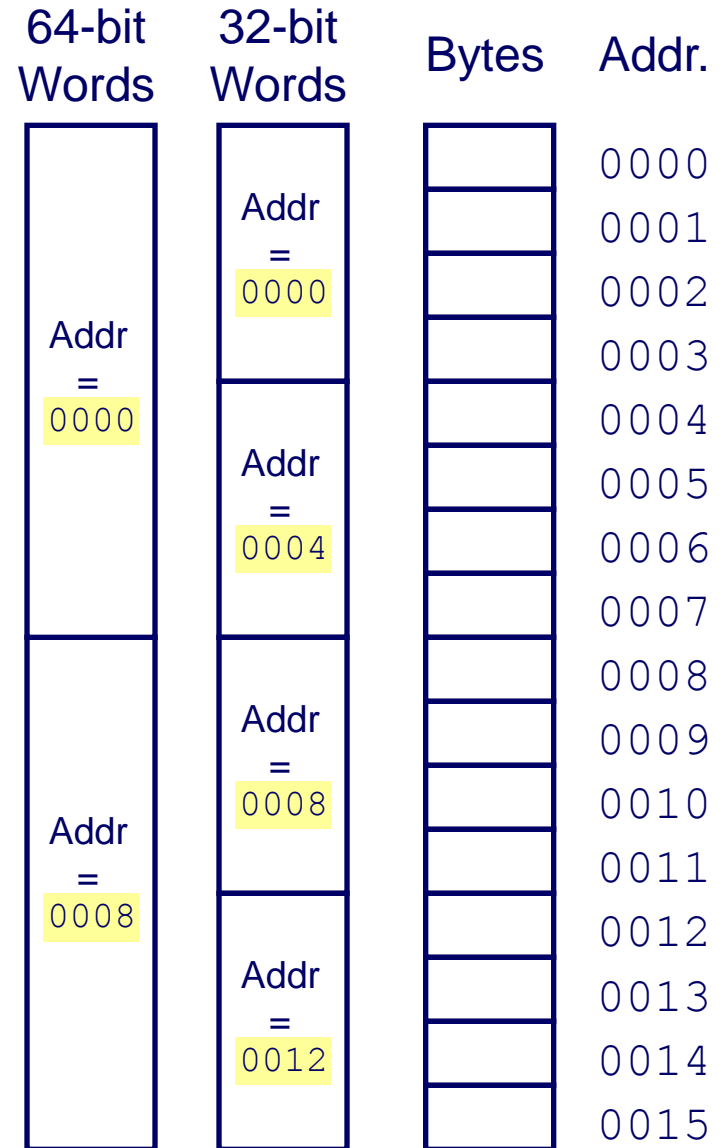 64-bit
Words
32-bit
Words
Bytes
Addr.
Addr
=
0000
Addr
=
0008
Addr
=
0000
Addr
=
0004
Addr
=
0008
Addr
=
0012
0000
0001
0002
0003
0004
0005
0006
0007
0008
0009
0010
0011
0012
0013
0014
0015